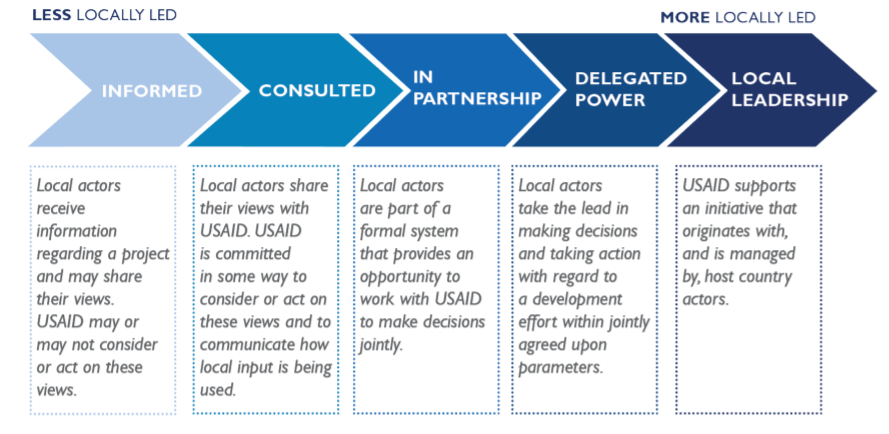 LESS LOCALLY LED
MORE LOCALLY LED
INFORMED
CONSULTED
IN
PARTNERSHIP
DELEGATED
POWER
LOCAL
LEADERSHIP
Local actors
receive
information
regarding a project
and may share
their views.
USAID may or
may not consider
or act on these
views.
Local actors share
their views with
USAID. USAID
is committed
in some way to
consider or act on
these views and to
communicate how
local input is being
used.
Local actors
are part of a
formal system
that provides an
opportunity to
work with USAID
to make decisions
jointly.
Local actors
take the lead in
making decisions
and taking action
with regard to
a development
effort within jointly
agreed upon
parameters.
USAID supports
an initiative that
originates with,
and is managed
by, host country
actors.